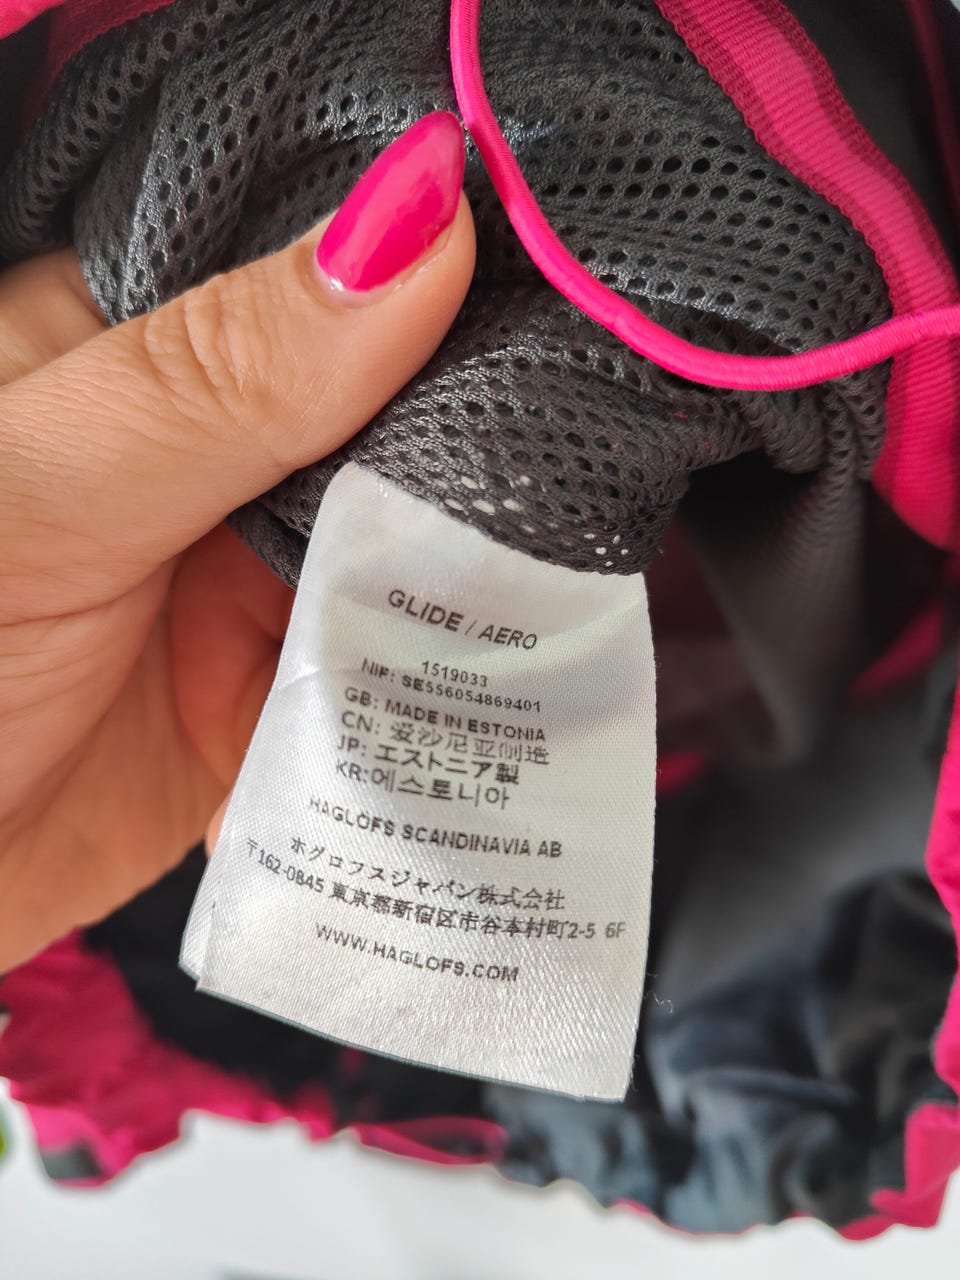 GLIDE / AERO
1519033
NIF: SE556054869401
GB: MADE IN ESTONIA
CN: 爱沙尼亚制造
JP: エストニア製
KR: 에스토니아
HAGLÖFS SCANDINAVIA AB
ホグロフスジャパン株式会社
〒162-0845 東京都新宿区市谷本村町2-5 6F
WWW.HAGLOFS.COM